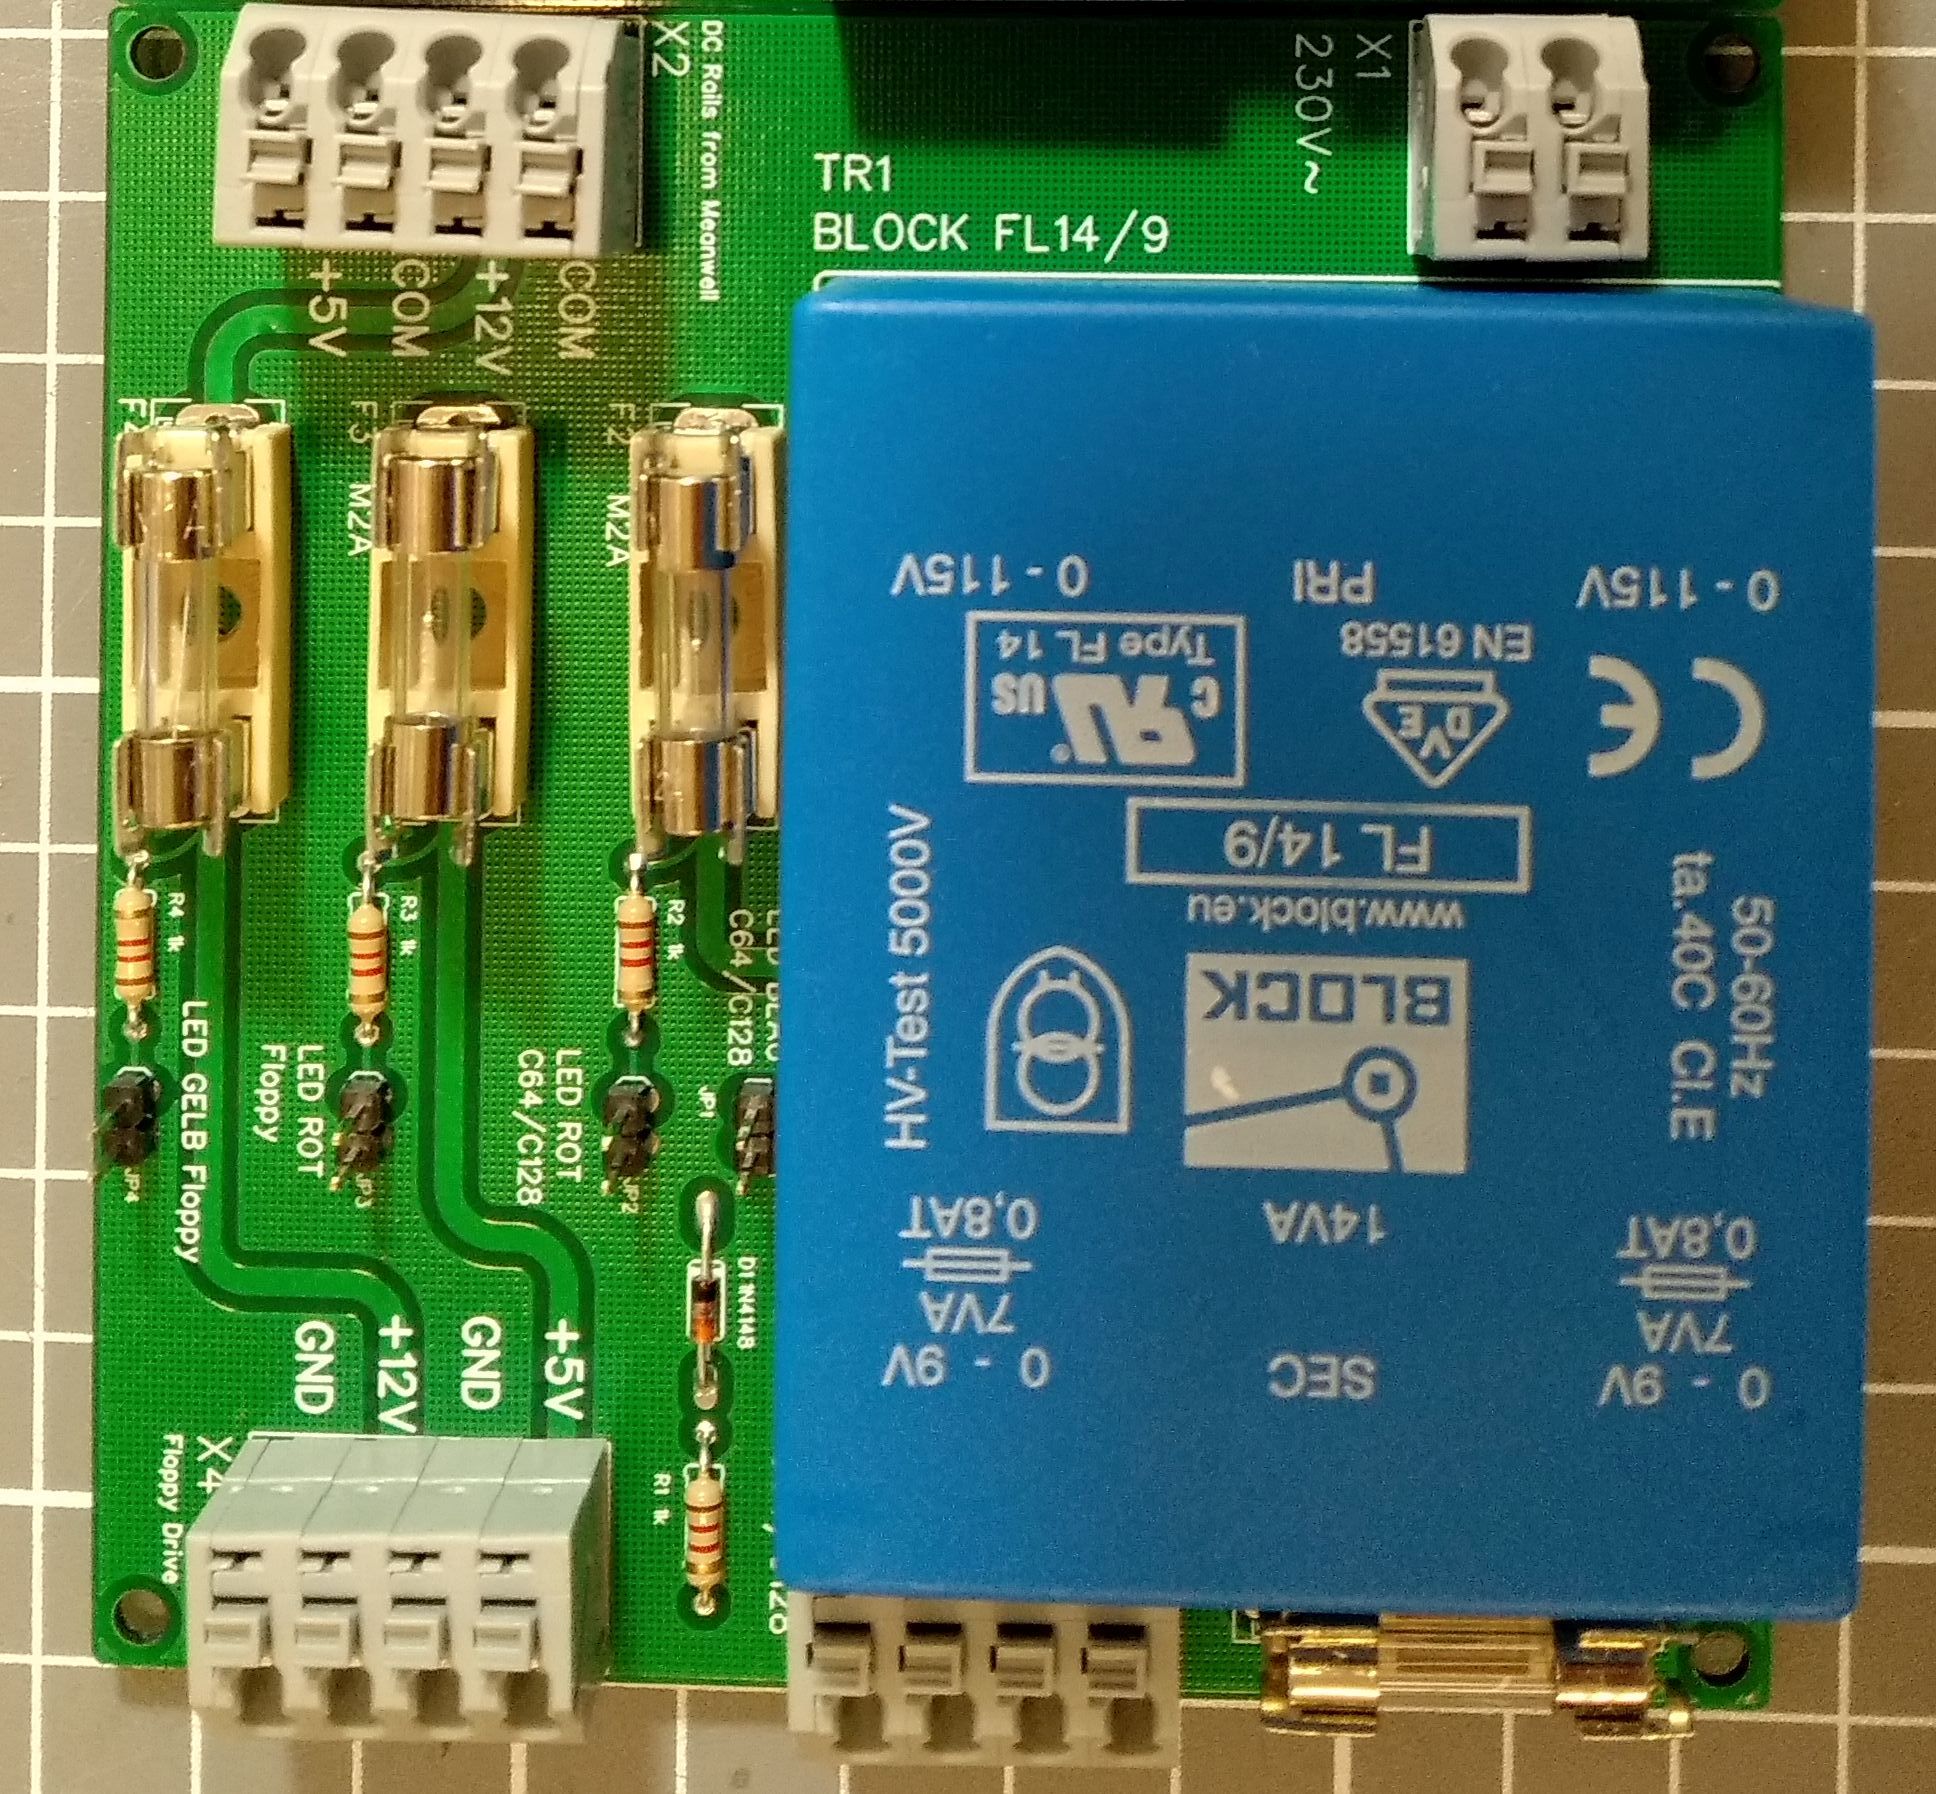 X2
DC Rails from Meanwell
X1
230V~
TR1
BLOCK FL14/9
+5V
COM
+12V
COM
F3
M2A
F2
M2A
R4 1k
R3 1k
R2 1k
LED GELB Floppy
LED ROT
Floppy
LED ROT
C64/C128
C64/C128
JP4
JP3
JP2
JP1
D1 1N4148
GND
+12V
GND
+5V
X4
Floppy Drive
R1 1k
0 - 9V
SEC
0 - 9V
7VA
7VA
0,8AT
14VA
0,8AT
BLOCK
www.block.eu
FL 14/9
VDE
CE
C UR US
EN 61558
Type FL 14
0 - 115V
PRI
0 - 115V
HV-Test 5000V
50-60Hz
ta.40C Cl.E